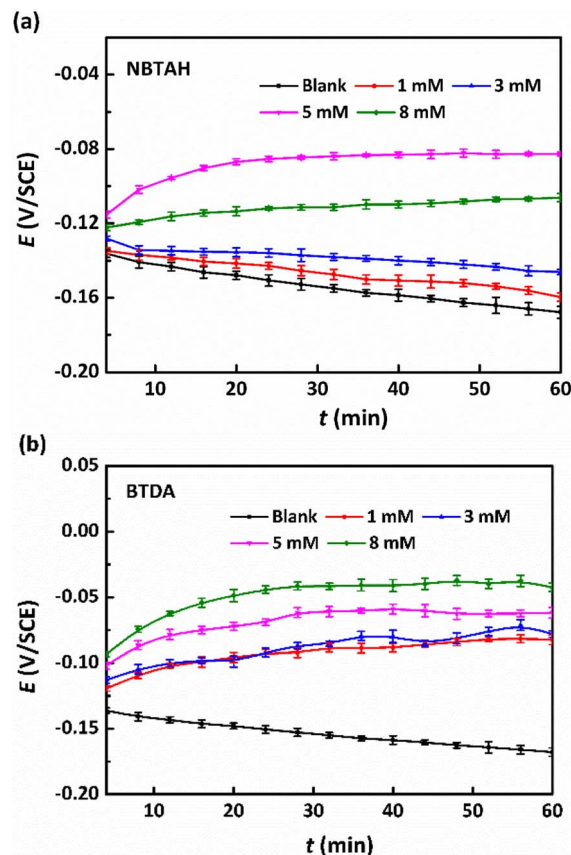 (a)
NBTAH
Blank 1 mM 3 mM
5 mM 8 mM
-0.04
-0.08
-0.12
-0.16
-0.20
E (V/SCE)
10 20 30 40 50 60
t (min)
(b)
BTDA
Blank 1 mM 3 mM
5 mM 8 mM
0.05
0.00
-0.05
-0.10
-0.15
-0.20
E (V/SCE)
10 20 30 40 50 60
t (min)